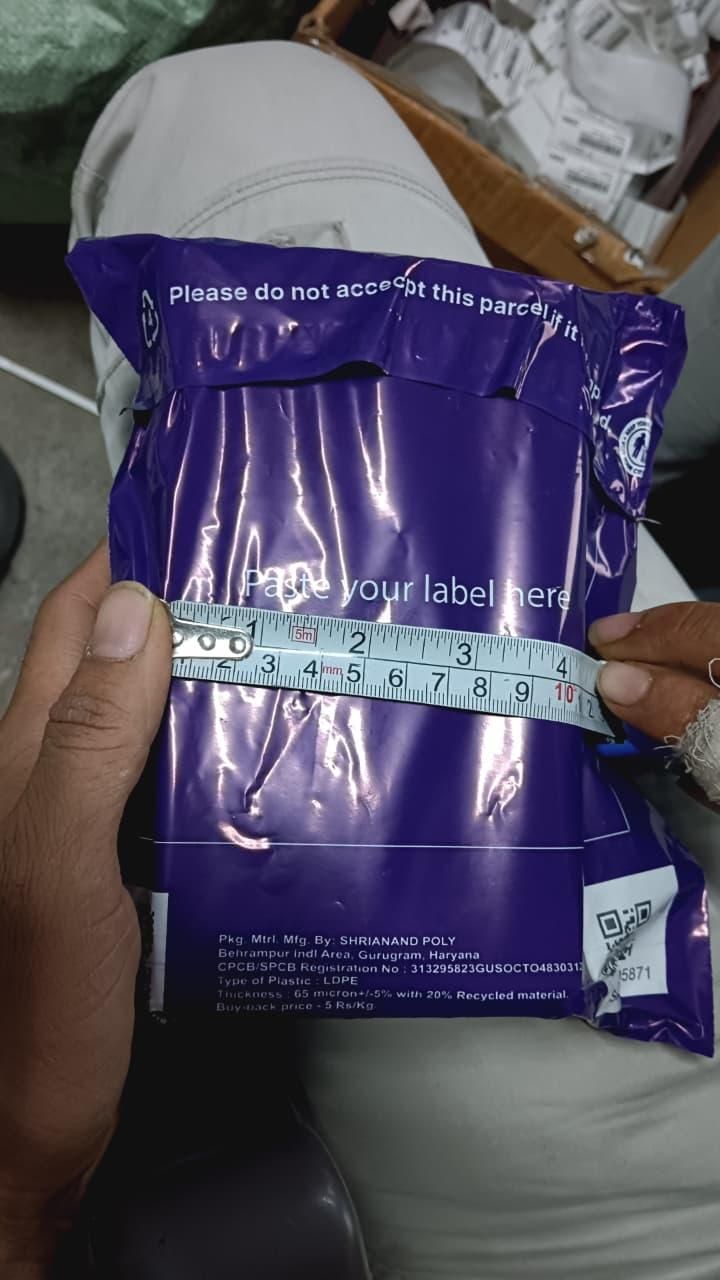 Please do not accept this parcel if it
Paste your label here
1 5m 2 3 4
2 3 4 mm 5 6 7 8 9 10
Pkg. Mtrl. Mfg. By: SHRIANAND POLY
Behrampur Indl Area, Gurugram, Haryana
CPCB/SPCB Registration No : 313295823GUSOCTO4830313
Type of Plastic : LDPE
Thickness : 65 micron+/-5% with 20% Recycled material.
Buy-back price - 5 Rs/Kg.
5871